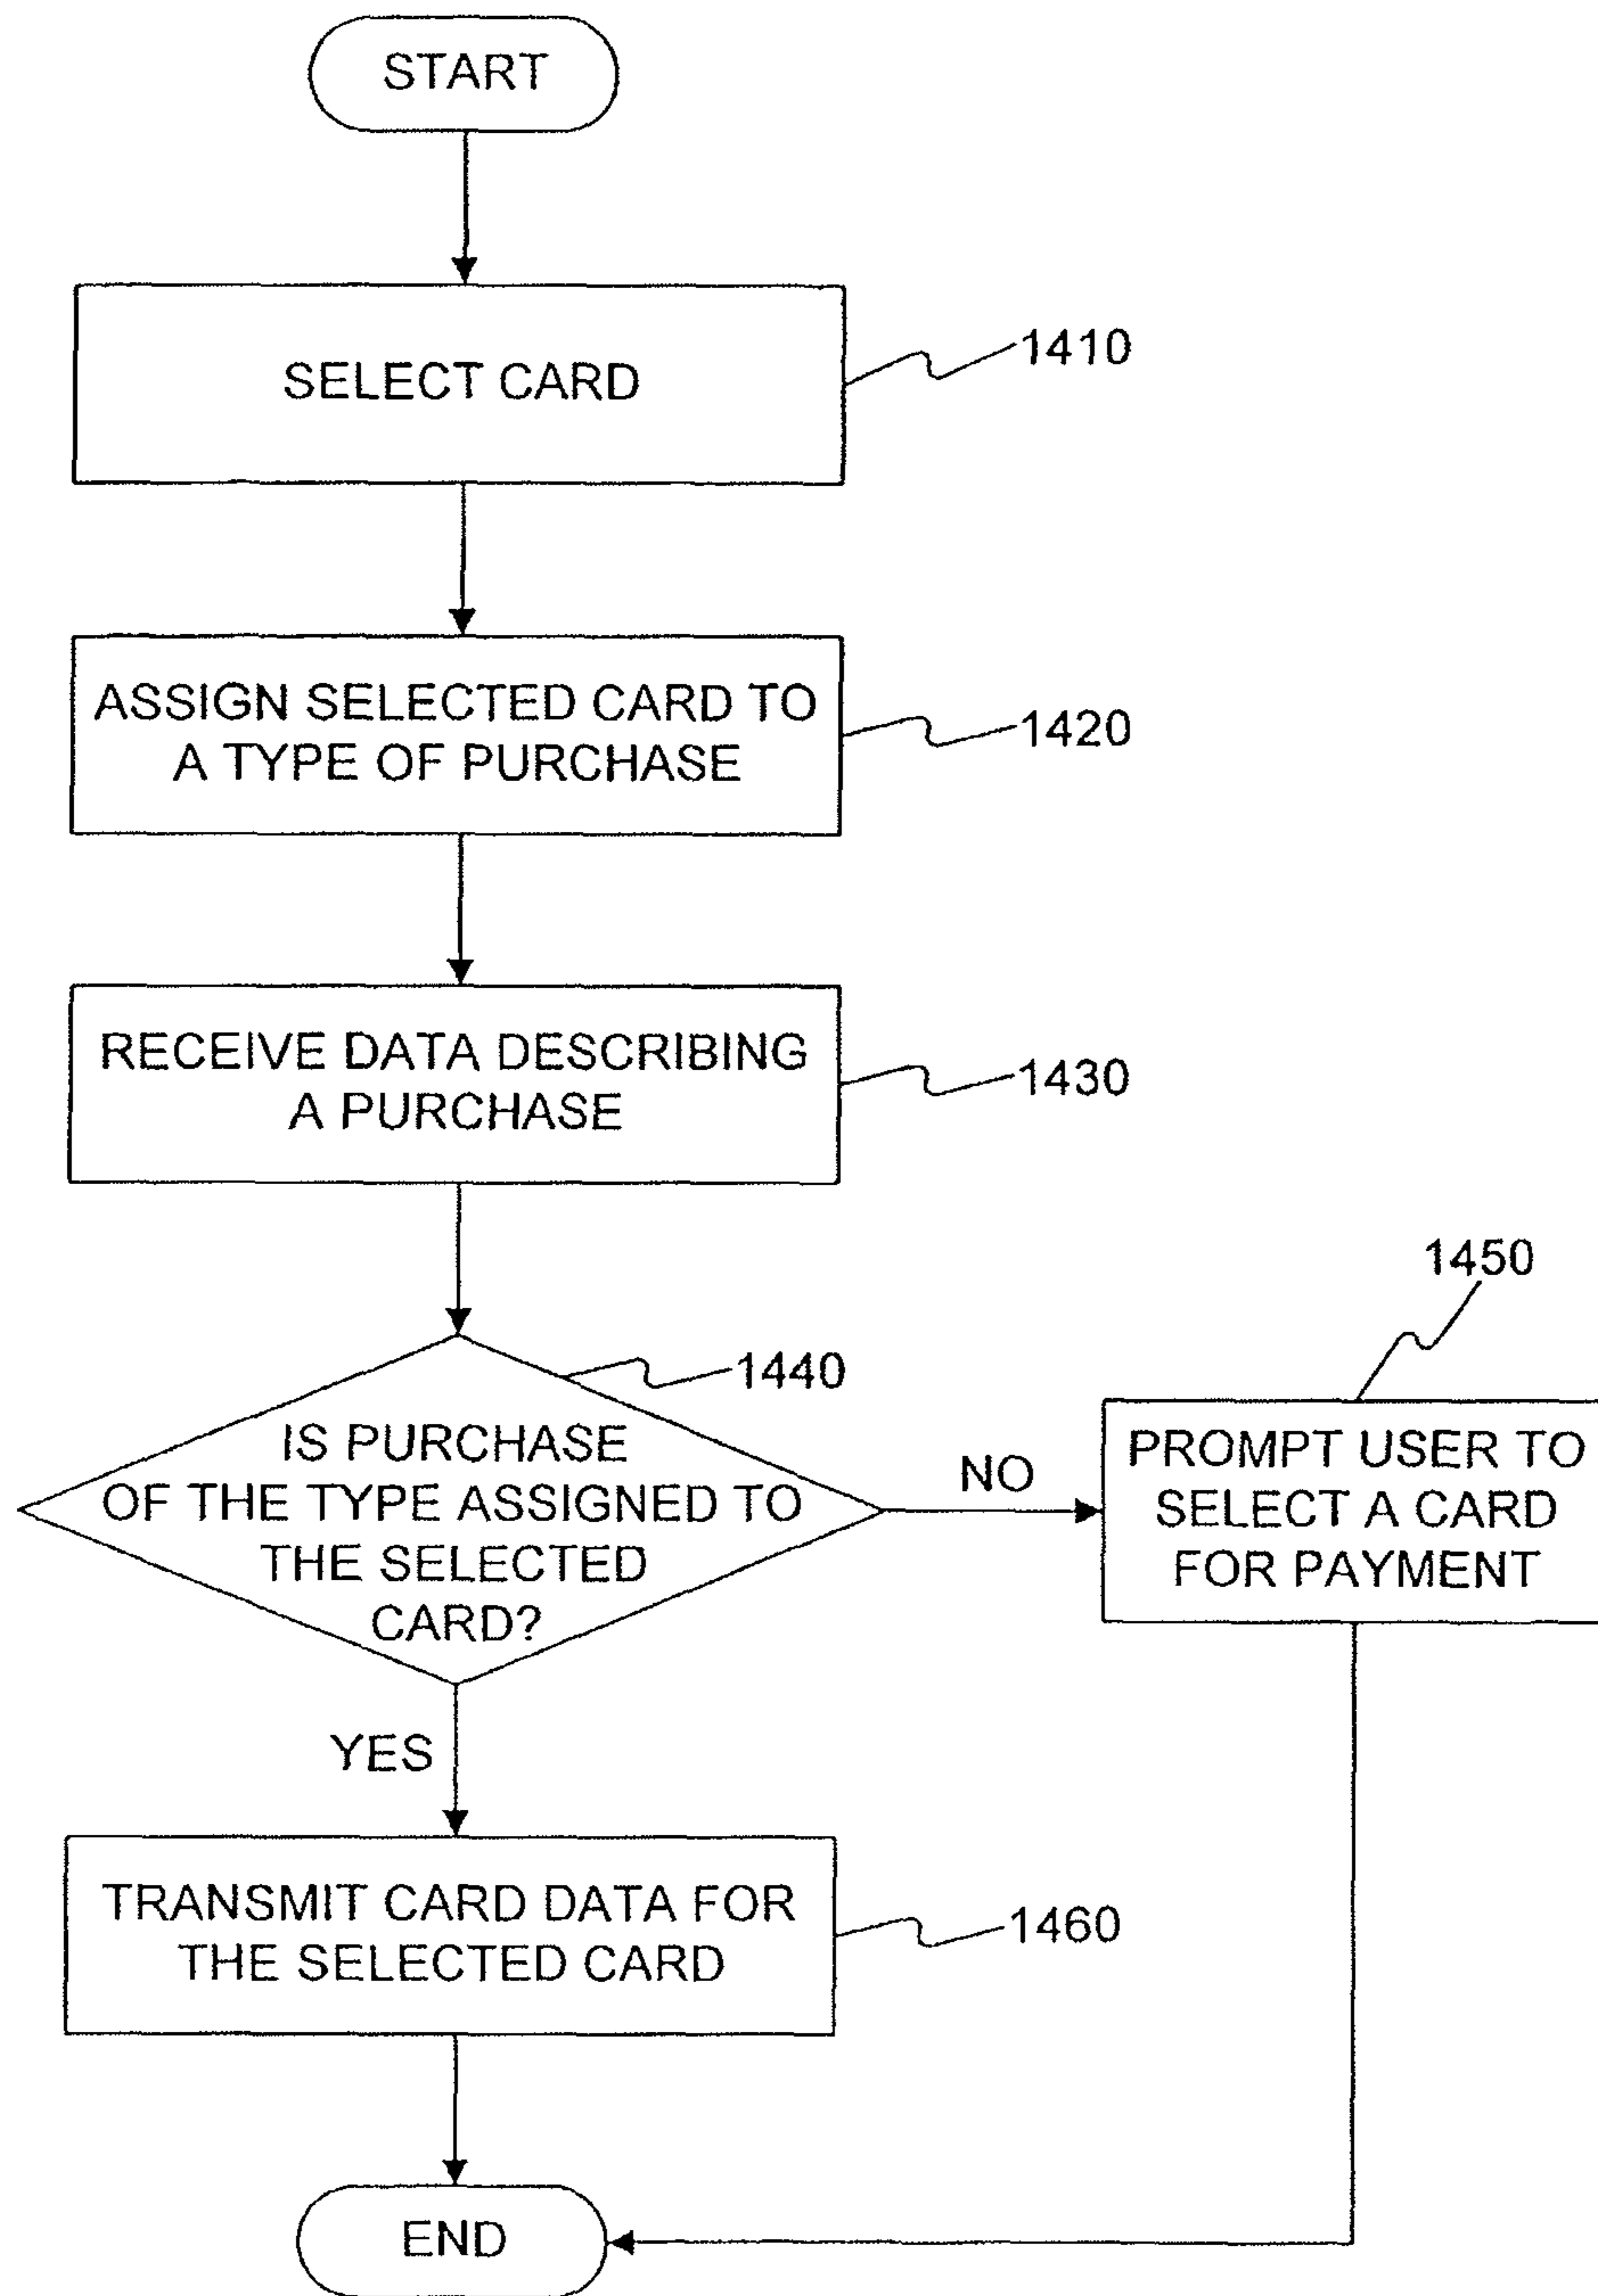 START
SELECT CARD
1410
ASSIGN SELECTED CARD TO
A TYPE OF PURCHASE
1420
RECEIVE DATA DESCRIBING
A PURCHASE
1430
1440
IS PURCHASE
OF THE TYPE ASSIGNED TO
THE SELECTED
CARD?
NO
1450
PROMPT USER TO
SELECT A CARD
FOR PAYMENT
YES
TRANSMIT CARD DATA FOR
THE SELECTED CARD
1460
END